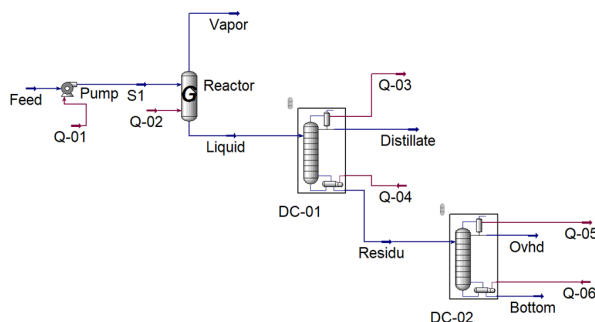 Vapor
Feed
Pump
S1
G
Reactor
Q-01
Q-02
Liquid
Q-03
Distillate
Q-04
DC-01
Residu
Q-05
Ovhd
Q-06
Bottom
DC-02